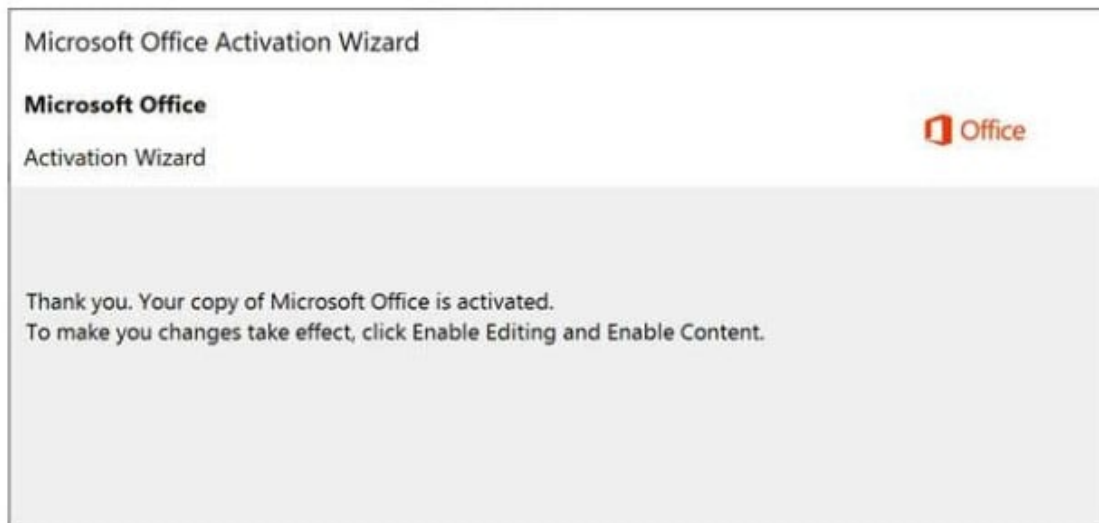 Microsoft Office Activation Wizard
Microsoft Office
Office
Activation Wizard
Thank you. Your copy of Microsoft Office is activated.
To make you changes take effect, click Enable Editing and Enable Content.